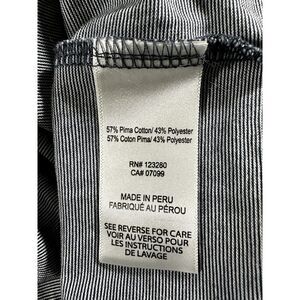 57% Pima Cotton/ 43% Polyester
57% Coton Pima/ 43% Polyester
RN# 123260
CA# 07099
MADE IN PERU
FABRIQUÉ AU PÉROU
SEE REVERSE FOR CARE
VOIR AU VERSO POUR
LES INSTRUCTIONS
DE LAVAGE